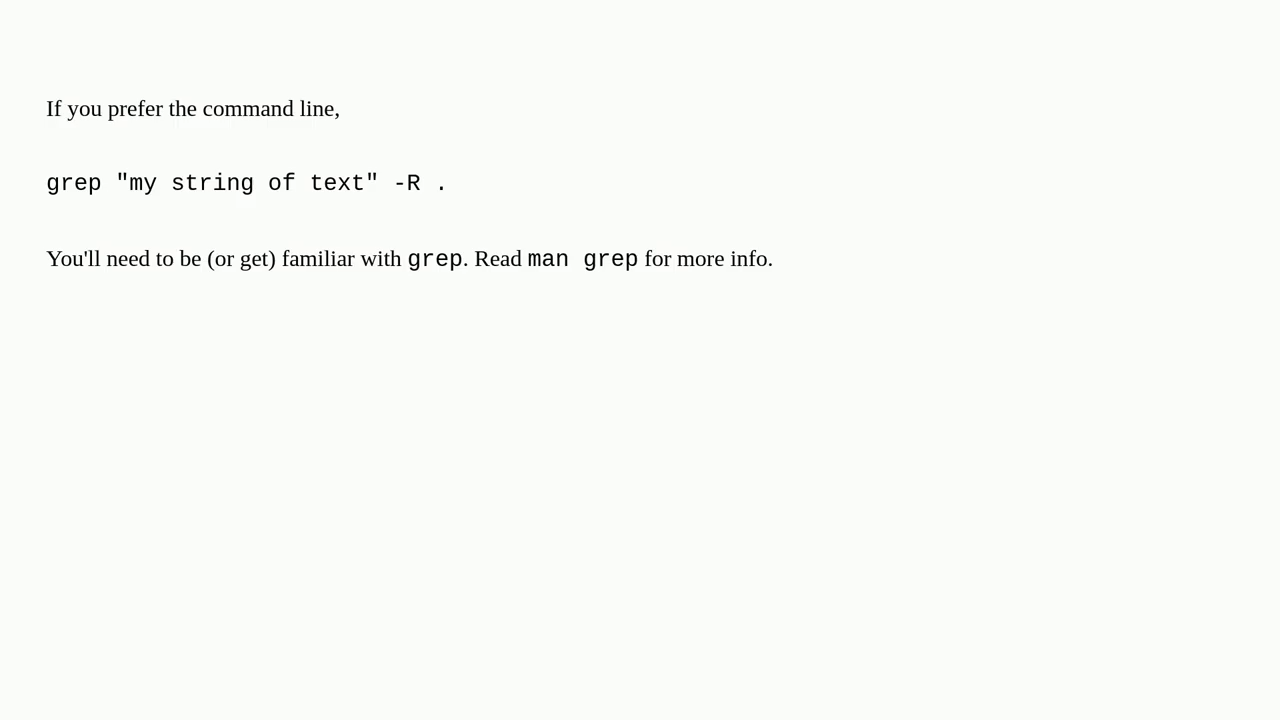 If you prefer the command line,
grep "my string of text" -R .
You'll need to be (or get) familiar with grep. Read man grep for more info.